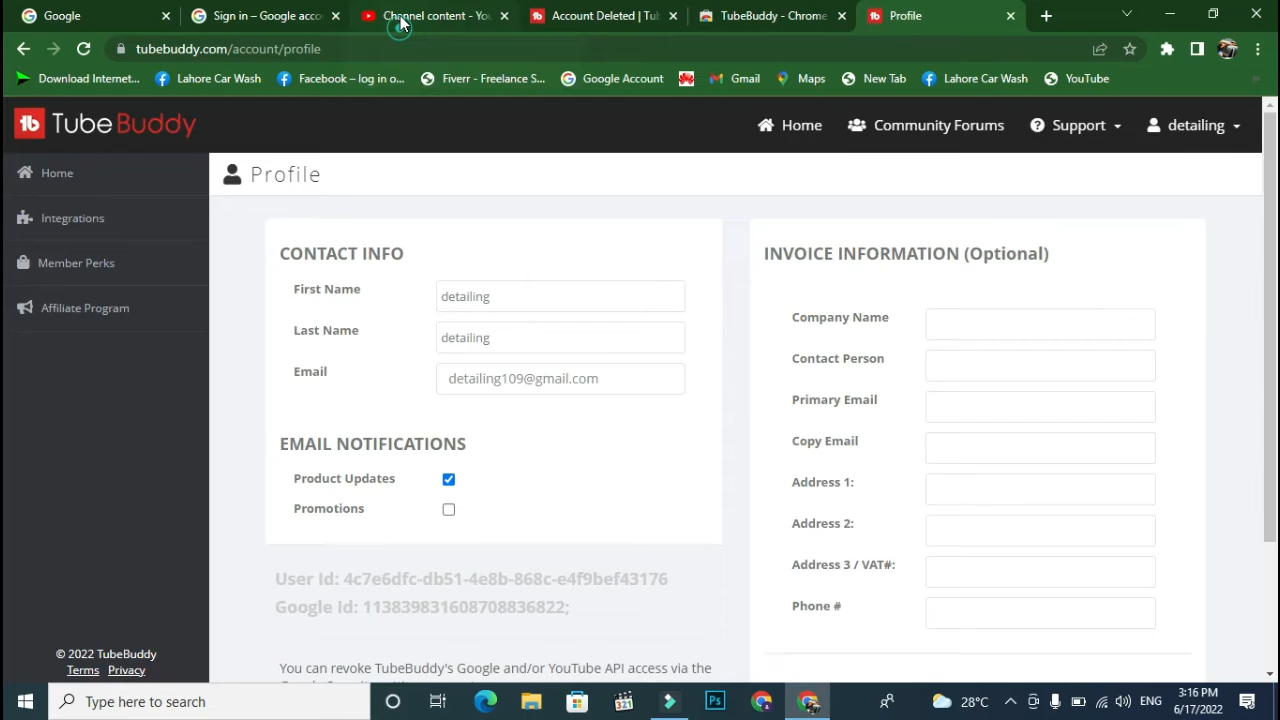 Google
Sign in – Google acco
Channel content - You
Account Deleted | Tub
TubeBuddy - Chrome
Profile
tubebuddy.com/account/profile
Download Internet...
Lahore Car Wash
Facebook – log in o...
Fiverr - Freelance S...
Google Account
Gmail
Maps
New Tab
Lahore Car Wash
YouTube
TubeBuddy
Home
Community Forums
Support
detailing
Home
Integrations
Member Perks
Affiliate Program
Profile
CONTACT INFO
First Name detailing
Last Name detailing
Email detailing109@gmail.com
EMAIL NOTIFICATIONS
Product Updates
Promotions
User Id: 4c7e6dfc-db51-4e8b-868c-e4f9bef43176
Google Id: 113839831608708836822;
You can revoke TubeBuddy's Google and/or YouTube API access via the
INVOICE INFORMATION (Optional)
Company Name
Contact Person
Primary Email
Copy Email
Address 1:
Address 2:
Address 3 / VAT#:
Phone #
© 2022 TubeBuddy
Terms Privacy
Type here to search
321
Ps
28°C
ENG
3:16 PM
6/17/2022